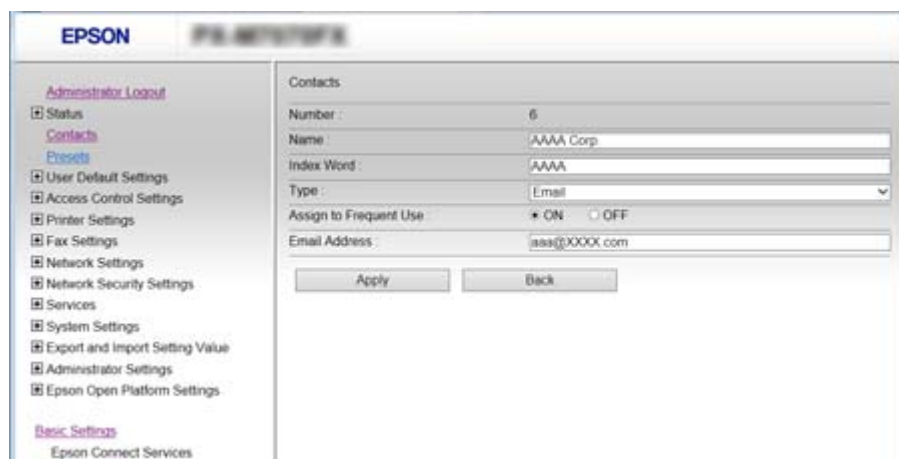 EPSON
Administrator Logout
Status
Contacts
Presets
User Default Settings
Access Control Settings
Printer Settings
Fax Settings
Network Settings
Network Security Settings
Services
System Settings
Export and Import Setting Value
Administrator Settings
Epson Open Platform Settings
Basic Settings
Epson Connect Services
Contacts
Number : 6
Name : AAAA Corp
Index Word : AAAA
Type : Email
Assign to Frequent Use ON OFF
Email Address : aaa@XXXX.com
Apply Back